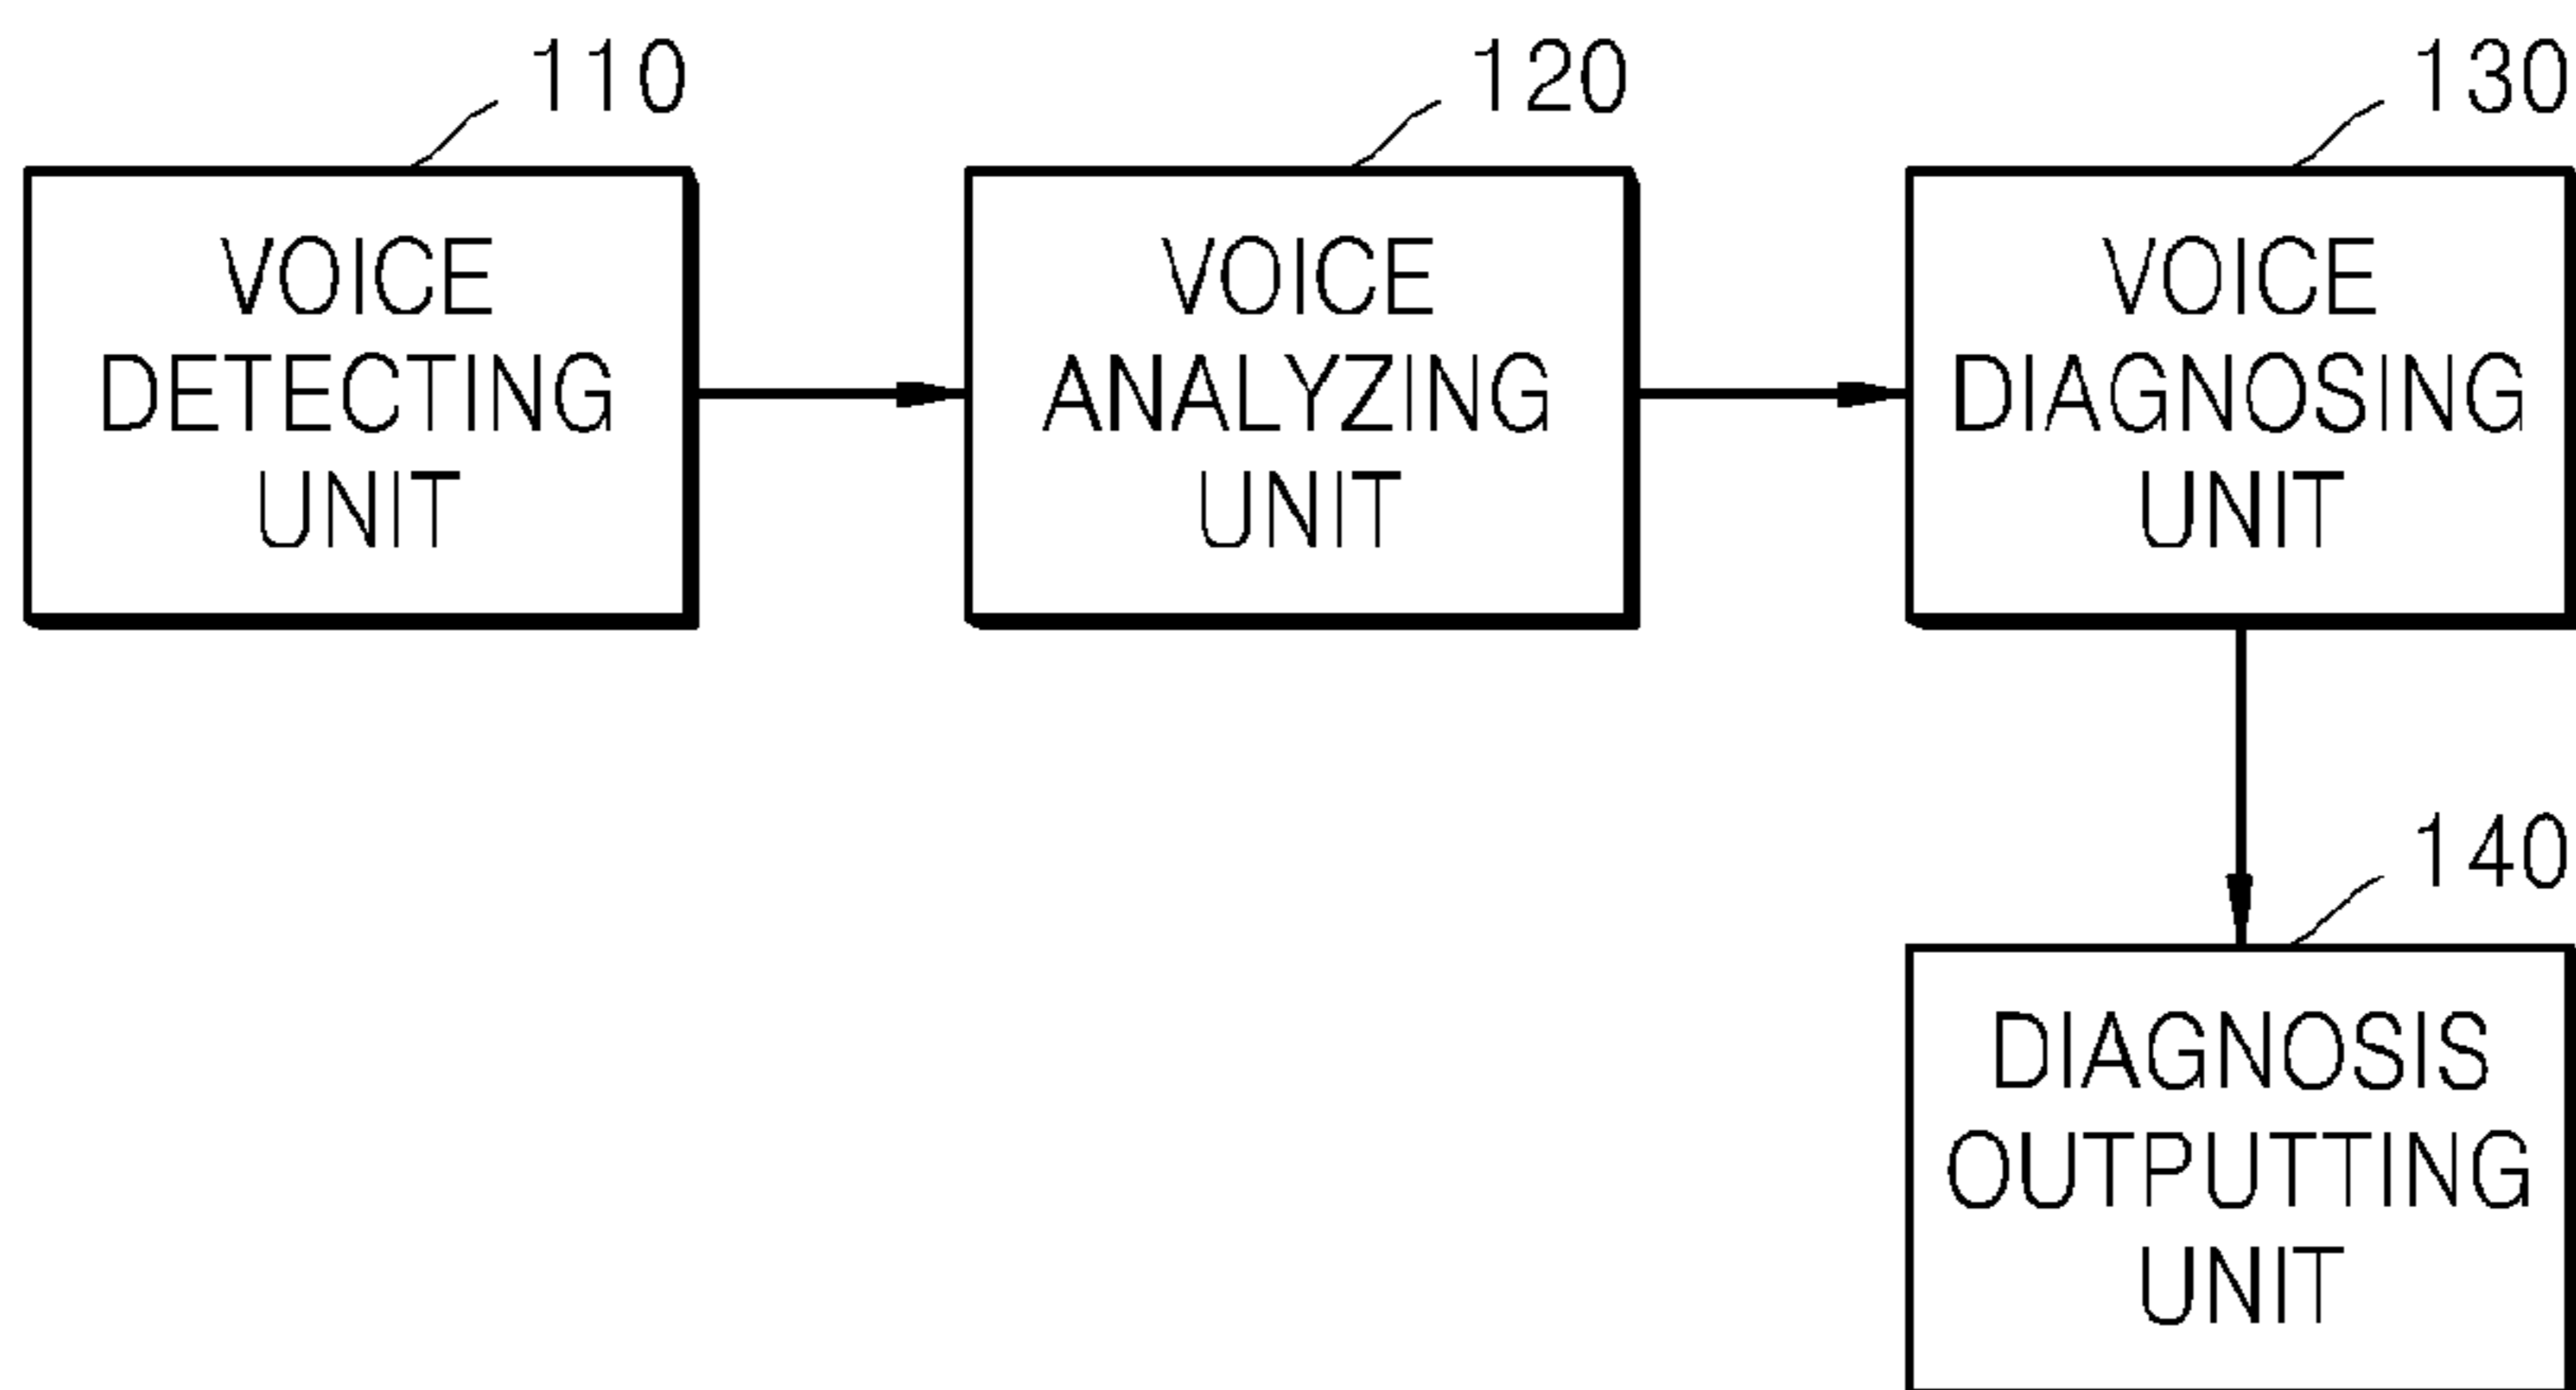 110
VOICE
DETECTING
UNIT
120
VOICE
ANALYZING
UNIT
130
VOICE
DIAGNOSING
UNIT
140
DIAGNOSIS
OUTPUTTING
UNIT